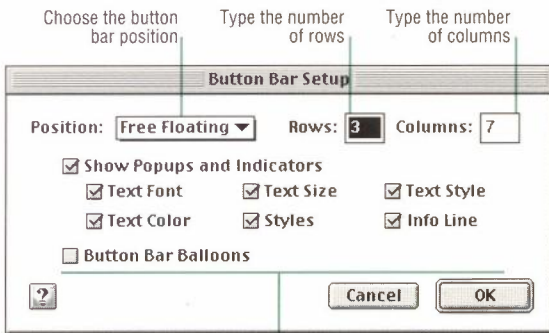 Choose the button bar position
Type the number of rows
Type the number of columns
Button Bar Setup
Position: Free Floating Rows: 3 Columns: 7
Show Popups and Indicators
Text Font Text Size Text Style
Text Color Styles Info Line
Button Bar Balloons
? Cancel OK